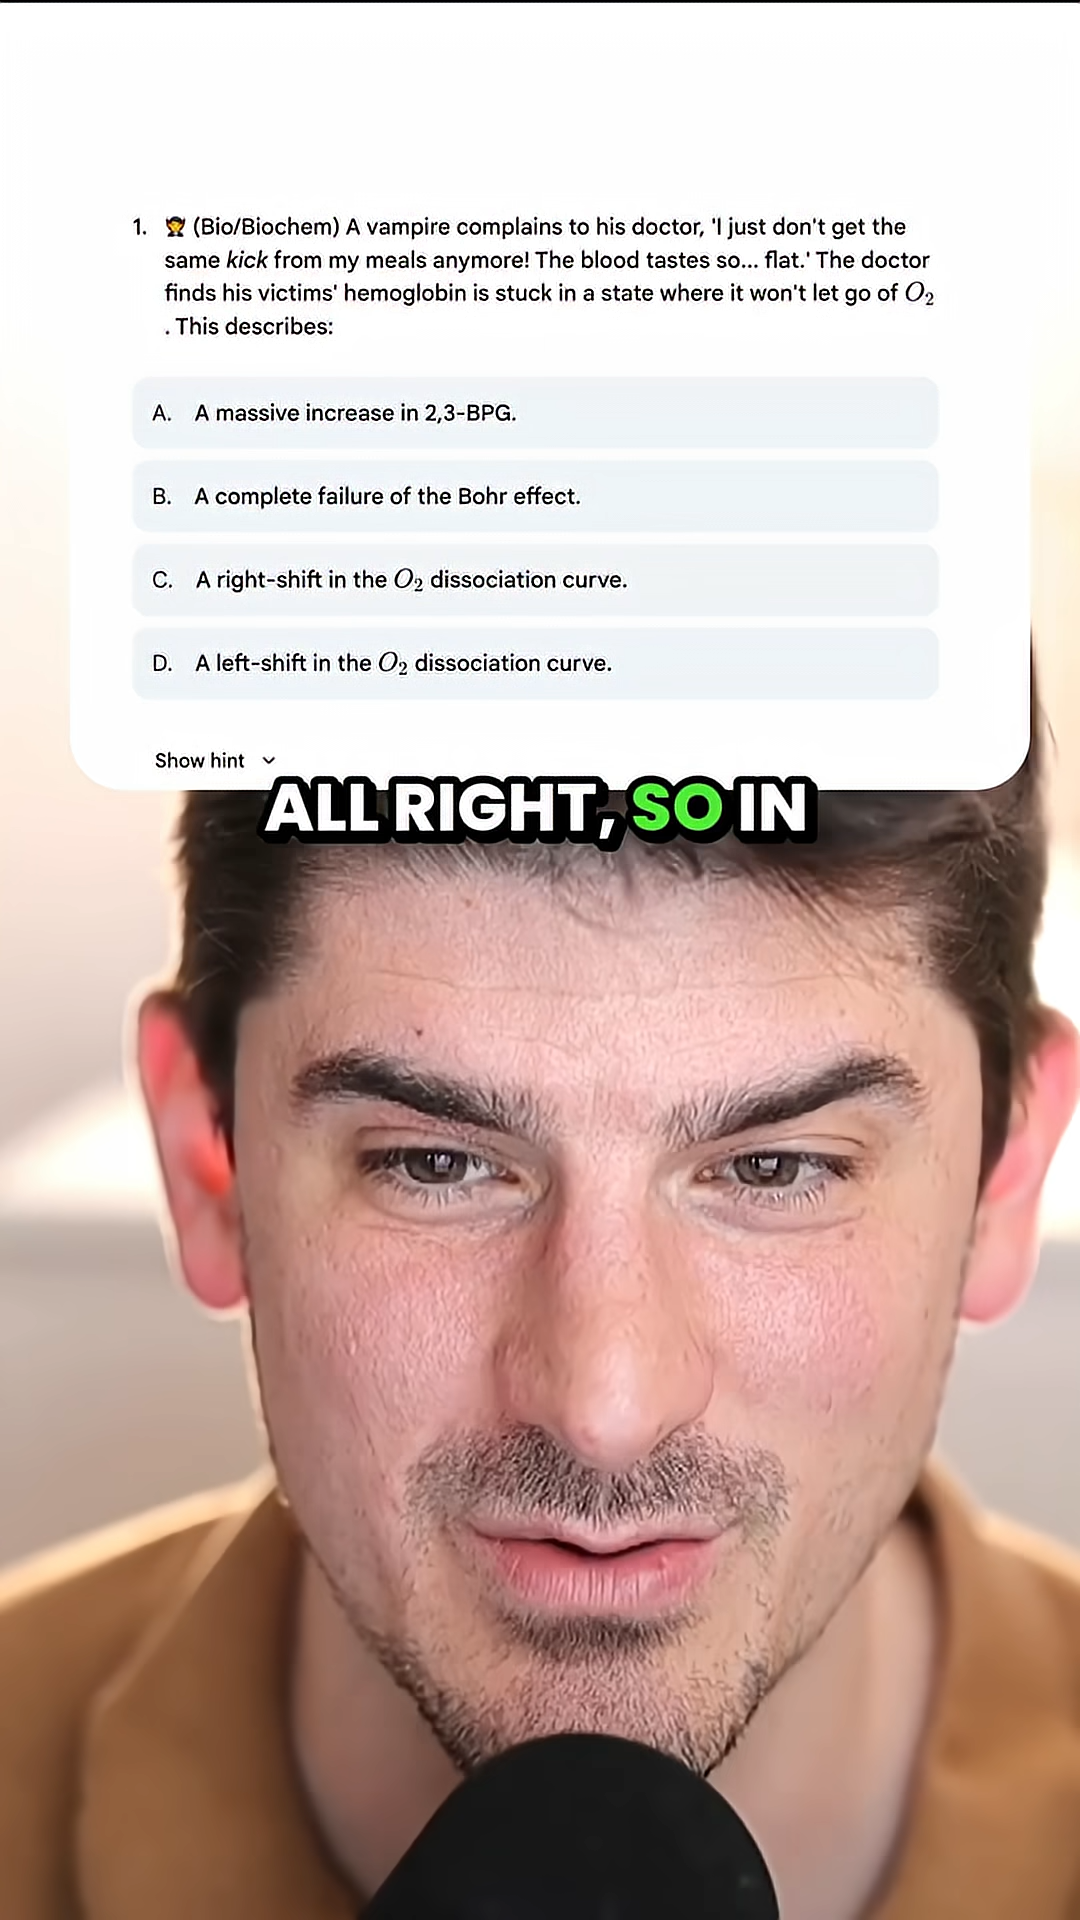 1. 🧛 (Bio/Biochem) A vampire complains to his doctor, 'I just don't get the
same kick from my meals anymore! The blood tastes so... flat.' The doctor
finds his victims' hemoglobin is stuck in a state where it won't let go of O₂
. This describes:
A. A massive increase in 2,3-BPG.
B. A complete failure of the Bohr effect.
C. A right-shift in the O₂ dissociation curve.
D. A left-shift in the O₂ dissociation curve.
Show hint
ALL RIGHT, SO IN